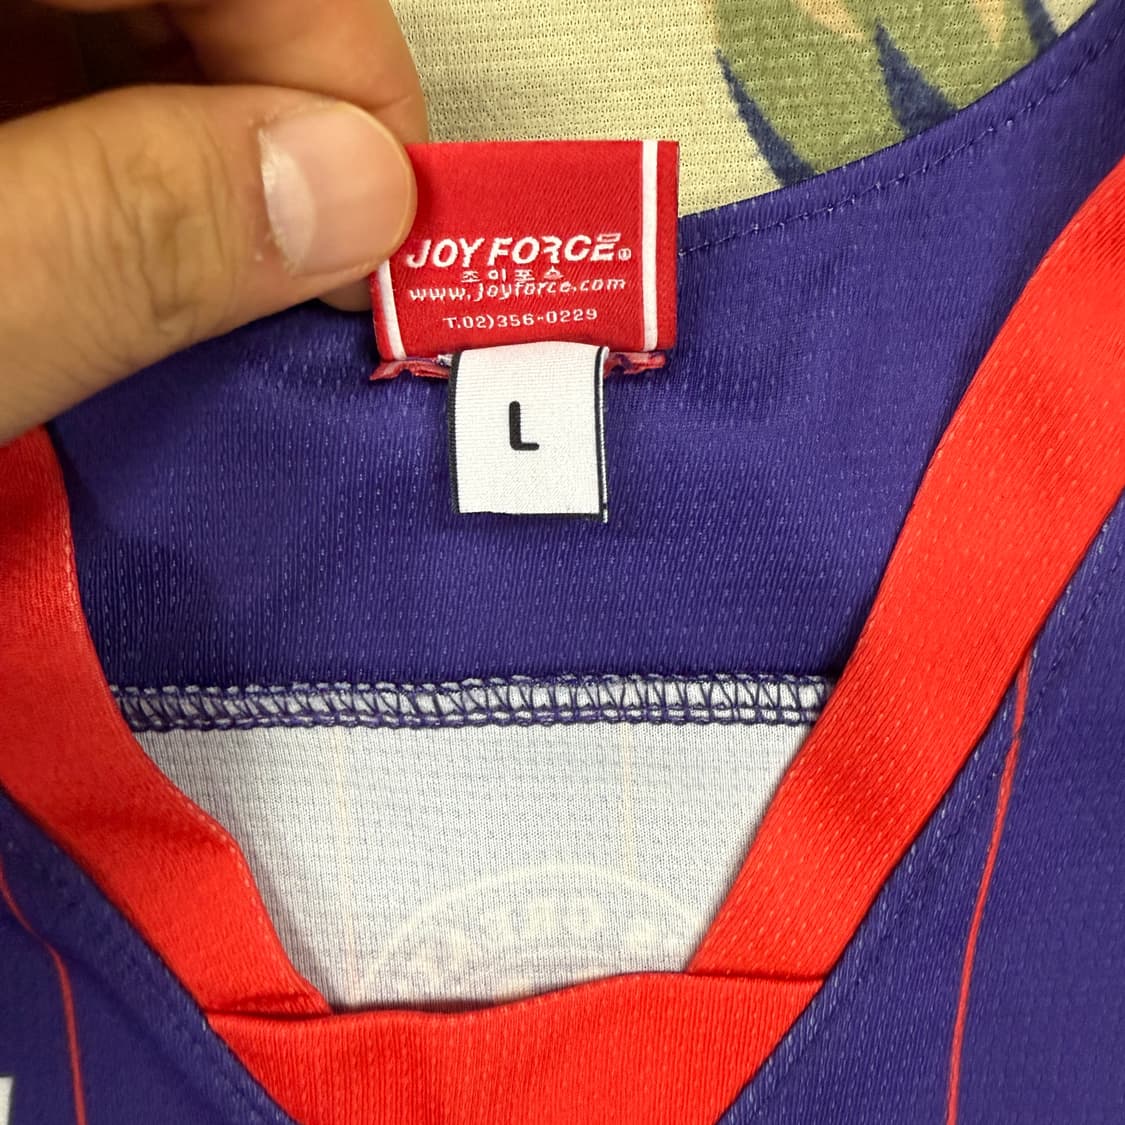 JOY FORCE®
조이포스
www.joyforce.com
T.02)356-0229
L